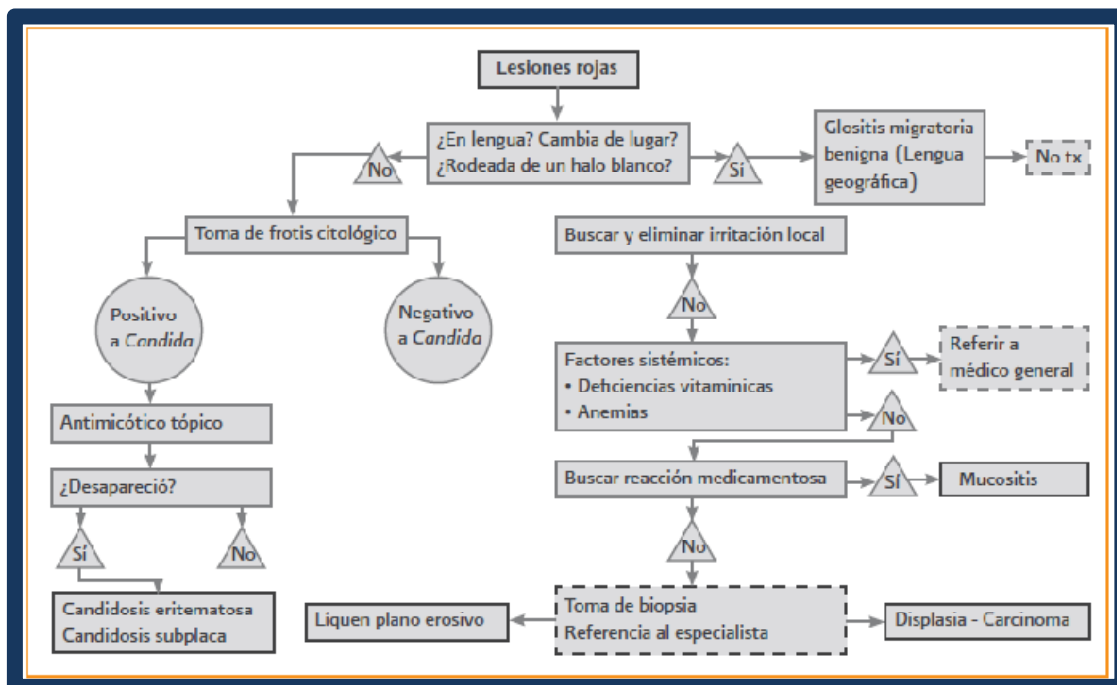 Lesiones rojas
¿En lengua? Cambia de lugar?
¿Rodeada de un halo blanco?
No
Sí
Glositis migratoria
benigna (Lengua
geográfica)
No tx
Toma de frotis citológico
Buscar y eliminar irritación local
Positivo
a Candida
Negativo
a Candida
No
Factores sistémicos:
• Dehciencias vitamínicas
• Anemias
Sí
Referir a
médico general
No
Antimicótico tópico
¿Desapareció?
Buscar reacción medicamentosa
Sí
Mucositis
Sí
No
No
Candidosis eritematosa
Candidosis subplaca
Liquen plano erosivo
Toma de biopsia
Referencia al especialista
Displasia - Carcinoma